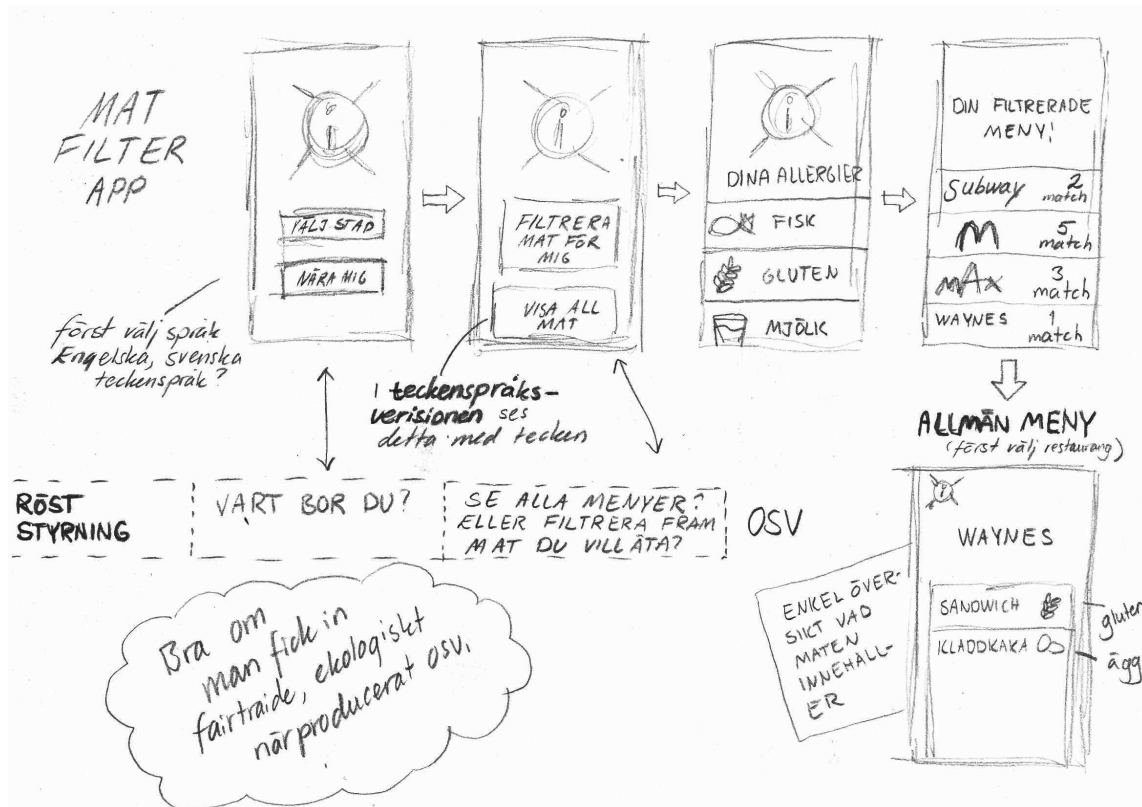 MAT
FILTER
APP
VÄLJ STAD
NÄRA MIG
först välj språk
Engelska, svenska
teckenspråk?
FILTRERA
MAT FÖR
MIG
VISA ALL
MAT
I teckenspråks-
verisionen ses
detta med tecken
DINA ALLERGIER
FISK
GLUTEN
MJÖLK
DIN FILTRERADE
MENY!
Subway 2
match
M 5
match
MAX 3
match
WAYNES 1
match
ALLMÄN MENY
(först välj restaurang)
RÖST
STYRNING
VART BOR DU?
SE ALLA MENYER?
ELLER FILTRERA FRAM
MAT DU VILL ÄTA?
OSV
WAYNES
SANDWICH
gluten
KLADDKAKA
ägg
ENKEL ÖVER-
SIKT VAD
MATEN
INNEHÅLL-
ER
Bra om
man fick in
fairtraide, ekologiskt
närproducerat osv.